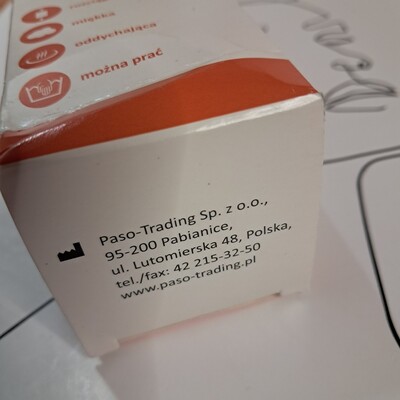 miękka
oddychająca
można prać
Paso-Trading Sp. z o.o.,
95-200 Pabianice,
ul. Lutomierska 48, Polska,
tel./fax: 42 215-32-50
www.paso-trading.pl